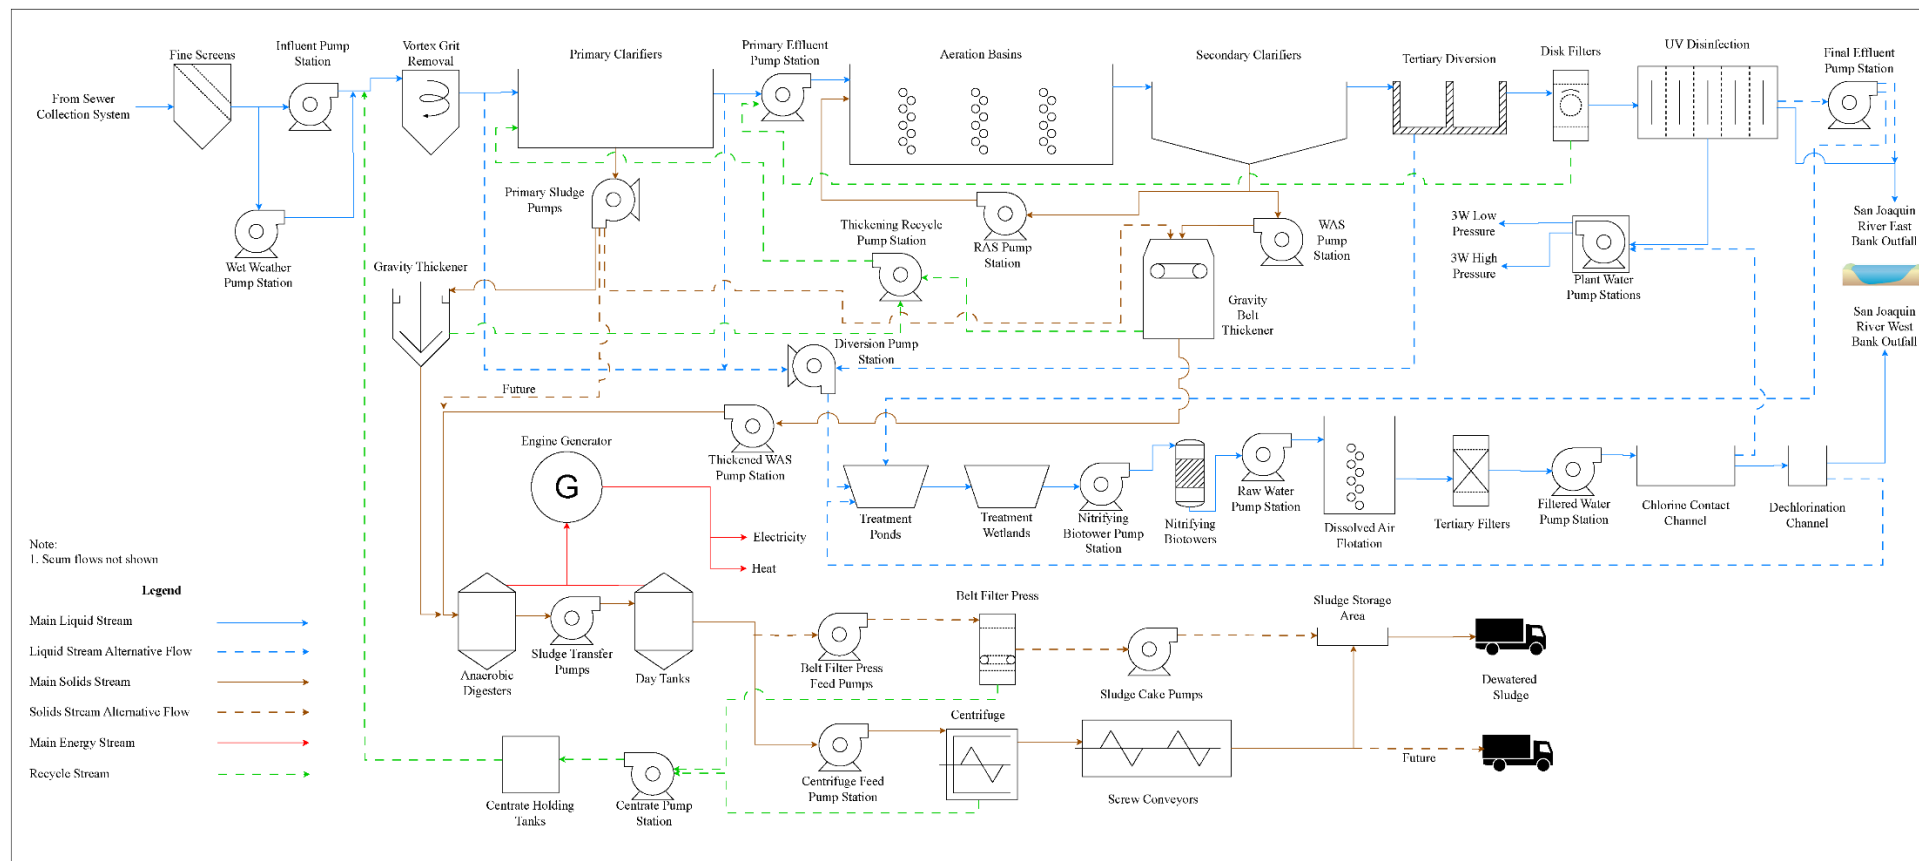 Fine Screens
Influent Pump
Station
Vortex Grit
Removal
Primary Clarifiers
Primary Effluent
Pump Station
Aeration Basins
Secondary Clarifiers
Tertiary Diversion
Disk Filters
UV Disinfection
Final Effluent
Pump Station
From Sewer
Collection System
Primary Sludge
Pumps
Thickening Recycle
Pump Station
RAS Pump
Station
WAS
Pump
Station
3W Low
Pressure
3W High
Pressure
Plant Water
Pump Stations
San Joaquin
River East
Bank Outfall
Wet Weather
Pump Station
Gravity Thickener
Gravity
Belt
Thickener
San Joaquin
River West
Bank Outfall
Diversion Pump
Station
Future
Engine Generator
G
Thickened WAS
Pump Station
Treatment
Ponds
Treatment
Wetlands
Nitrifying
Biotower Pump
Station
Nitrifying
Biotowers
Raw Water
Pump Station
Dissolved Air
Flotation
Tertiary Filters
Filtered Water
Pump Station
Chlorine Contact
Channel
Dechlorination
Channel
Electricity
Heat
Note:
1. Scum flows not shown
Legend
Main Liquid Stream
Liquid Stream Alternative Flow
Main Solids Stream
Solids Stream Alternative Flow
Main Energy Stream
Recycle Stream
Anaerobic
Digesters
Sludge Transfer
Pumps
Day Tanks
Belt Filter Press
Feed Pumps
Belt Filter Press
Sludge Cake Pumps
Sludge Storage
Area
Dewatered
Sludge
Centrifuge
Centrifuge Feed
Pump Station
Screw Conveyors
Future
Centrate Holding
Tanks
Centrate Pump
Station